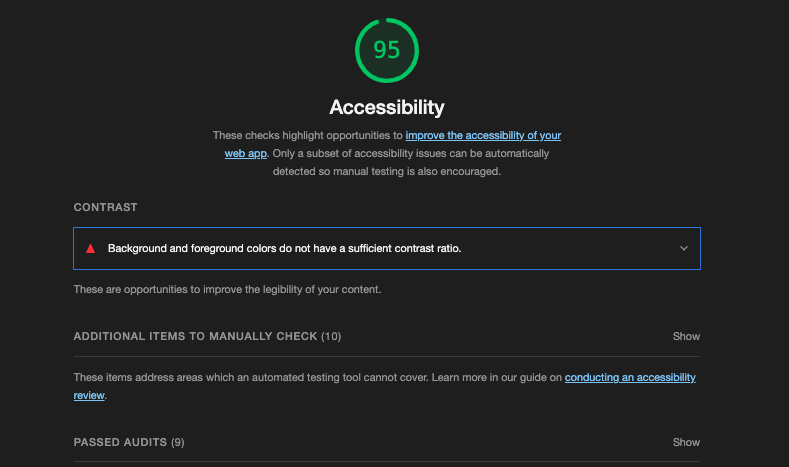 95
Accessibility
These checks highlight opportunities to improve the accessibility of your
web app. Only a subset of accessibility issues can be automatically
detected so manual testing is also encouraged.
CONTRAST
Background and foreground colors do not have a sufficient contrast ratio.
These are opportunities to improve the legibility of your content.
ADDITIONAL ITEMS TO MANUALLY CHECK (10) Show
These items address areas which an automated testing tool cannot cover. Learn more in our guide on conducting an accessibility
review.
PASSED AUDITS (9) Show